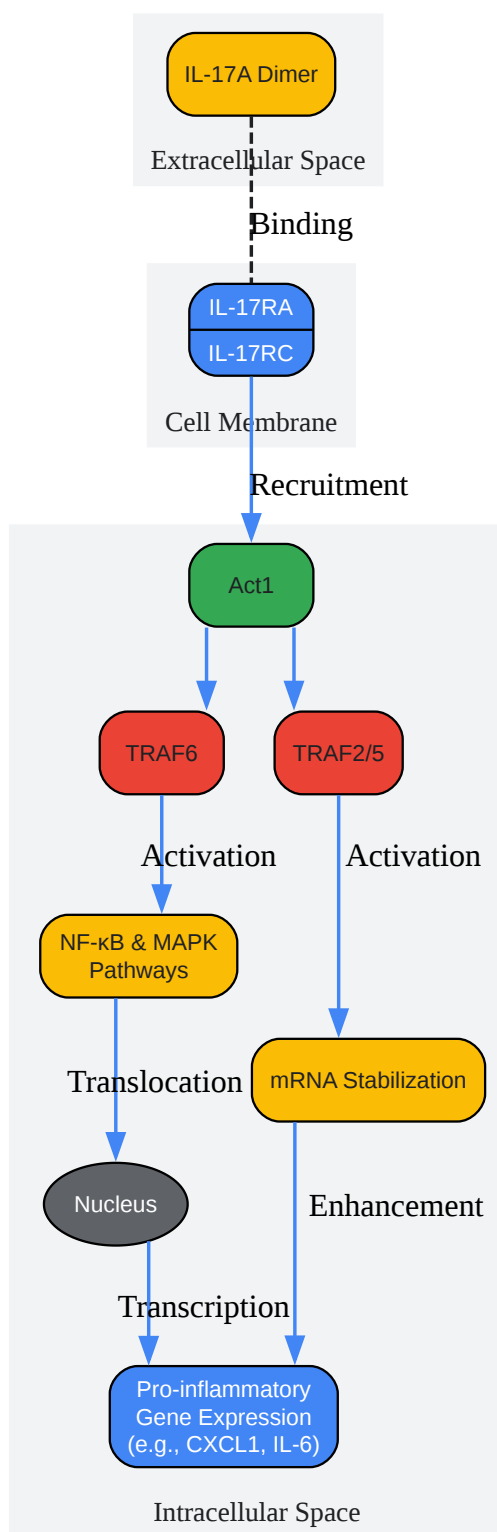 IL-17A Dimer
Extracellular Space
Binding
IL-17RA
IL-17RC
Cell Membrane
Recruitment
Act1
TRAF6
TRAF2/5
Activation
Activation
NF-κB & MAPK
Pathways
Translocation
mRNA Stabilization
Nucleus
Enhancement
Transcription
Pro-inflammatory
Gene Expression
(e.g., CXCL1, IL-6)
Intracellular Space